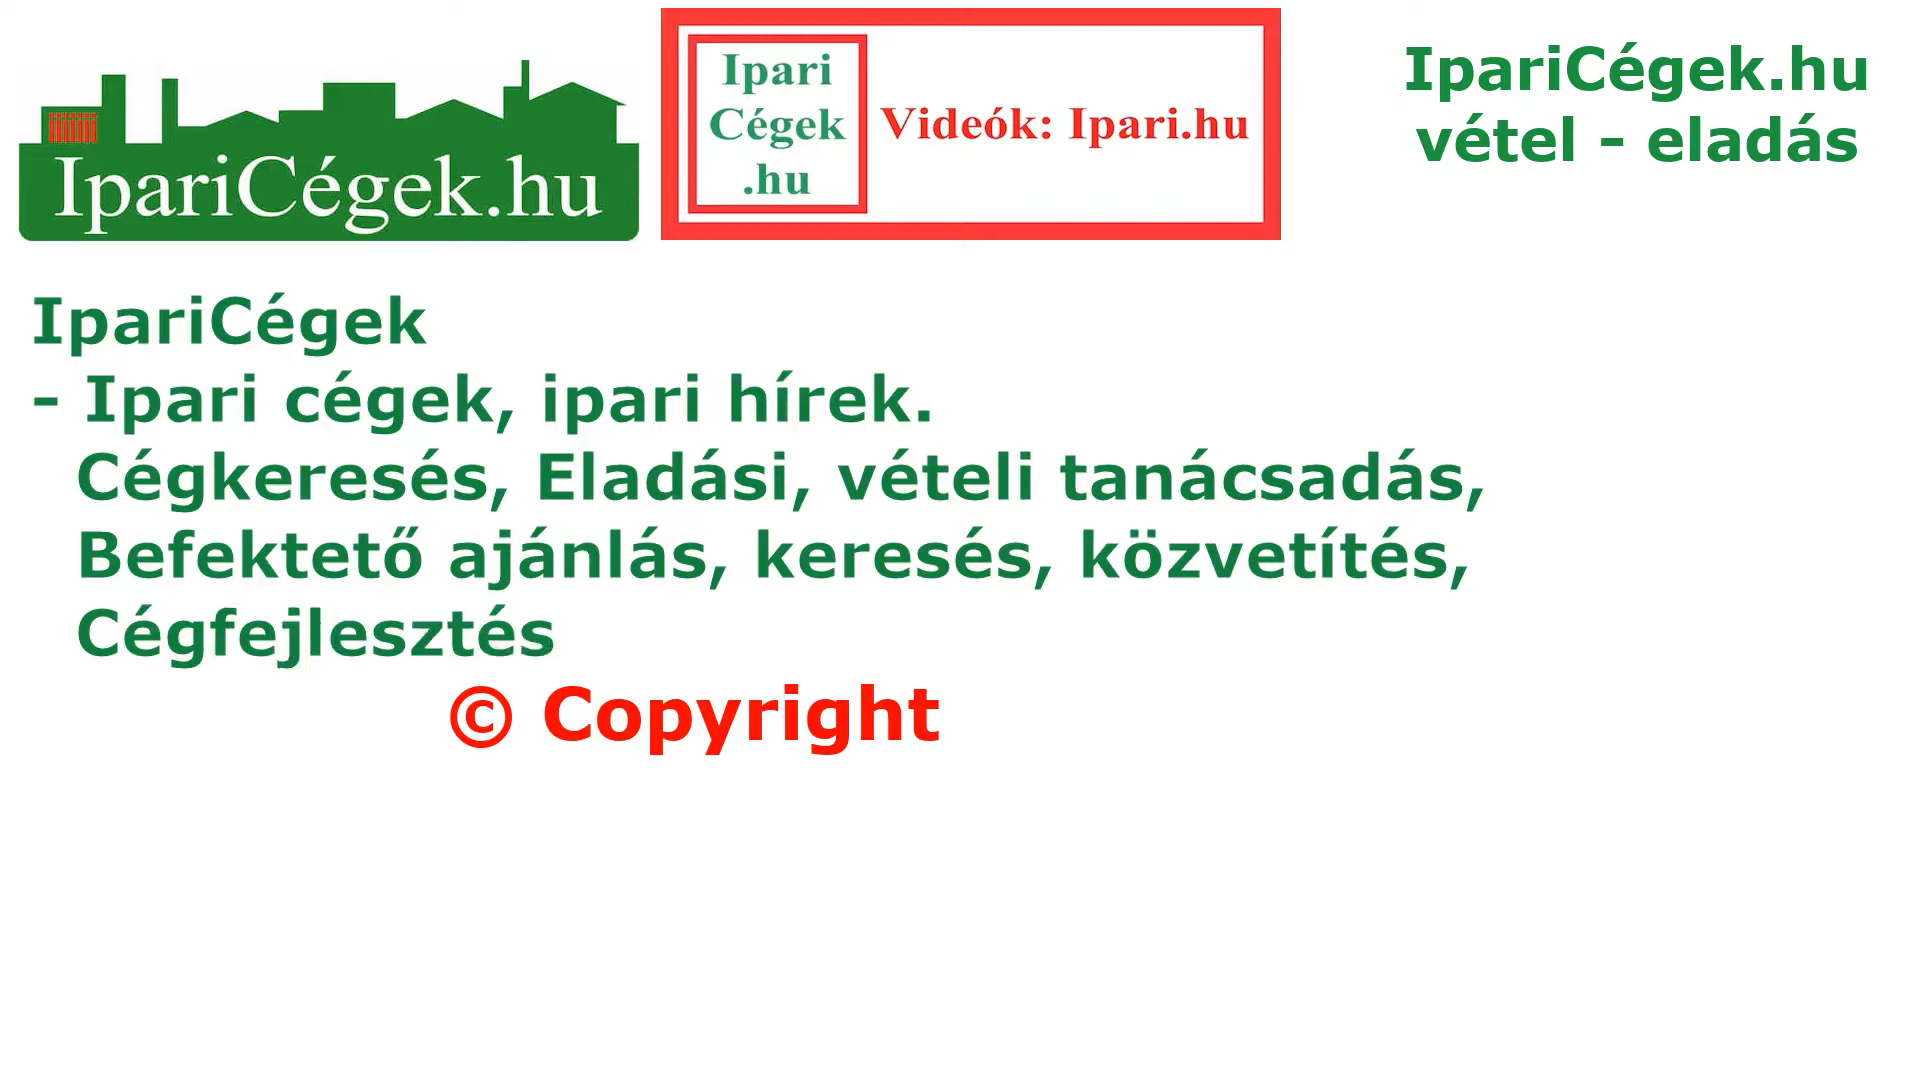 IpariCégek.hu
Ipari
Cégek
.hu
Videók: Ipari.hu
IpariCégek.hu
vétel - eladás
IpariCégek
- Ipari cégek, ipari hírek.
Cégkeresés, Eladási, vételi tanácsadás,
Befektető ajánlás, keresés, közvetítés,
Cégfejlesztés
© Copyright